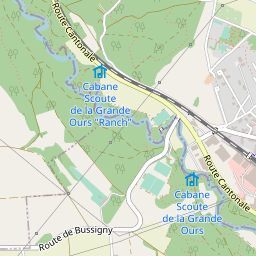 Route Cantonale
Cabane
Scoute
de la Grande
Ours "Ranch"
Route Cantonale
Cabane
Scoute
de la Grande
Ours
Route de Bussigny